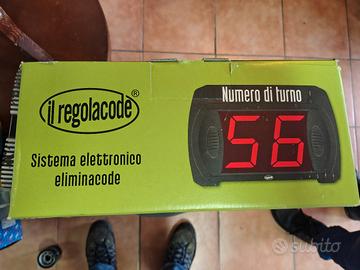 il regolacode®
Sistema elettronico
eliminacode
Numero di turno
56
subito